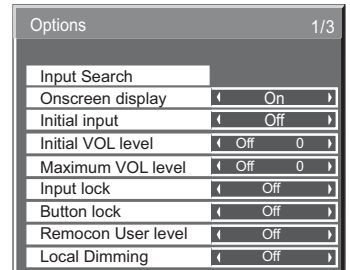 Options 1/3
Input Search
Onscreen display On
Initial input Off
Initial VOL level Off 0
Maximum VOL level Off 0
Input lock Off
Button lock Off
Remocon User level Off
Local Dimming Off